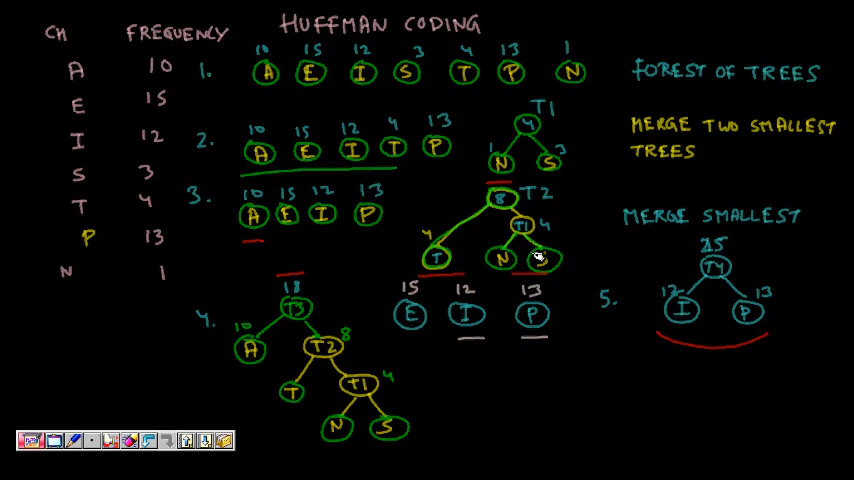 HUFFMAN CODING
CH FREQUENCY
A 10
E 15
I 12
S 3
T 4
P 13
N 1
10 15 12 3 4 13 1
1. A E I S T P N
FOREST OF TREES
10 15 12 4 13
2. A E I T P
T1
4
1 3
N S
MERGE TWO SMALLEST
TREES
10 15 12 13
3. A E I P
8 T2
4 T1 4
T N S
MERGE SMALLEST
18
4. T3
10 A T2 8
T T1 4
N S
15 12 13
E I P
5.
25
T4
12 13
I P